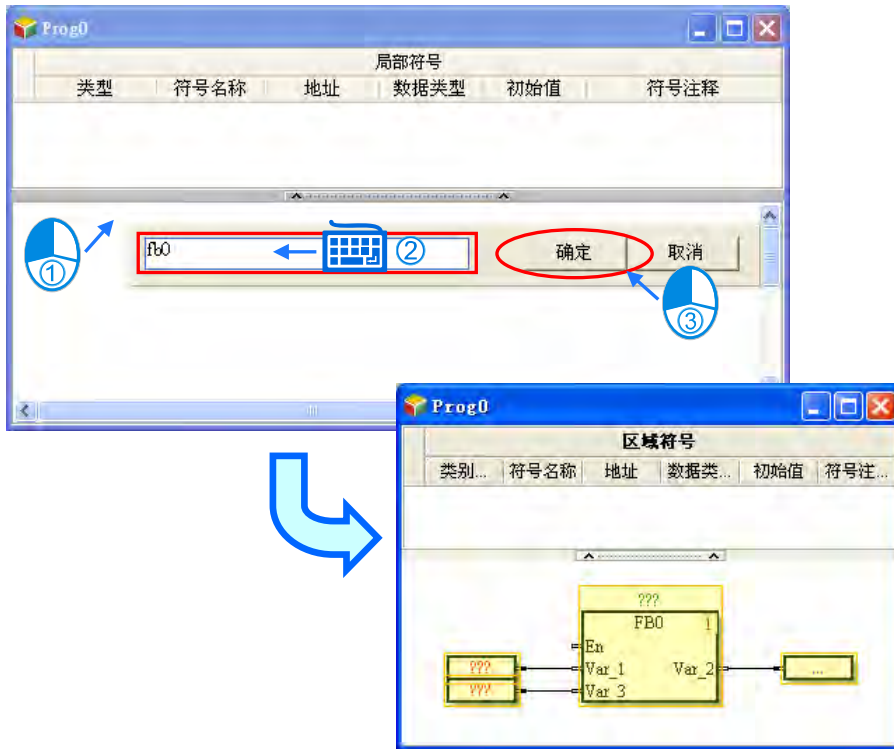 Prog0
局部符号
类型 符号名称 地址 数据类型 初始值 符号注释
① fb0 ② 确定 取消
③
Prog0
区域符号
类别... 符号名称 地址 数据类... 初始值 符号注...
???
FB0 1
En
??? Var_1 Var_2 ...
??? Var_3